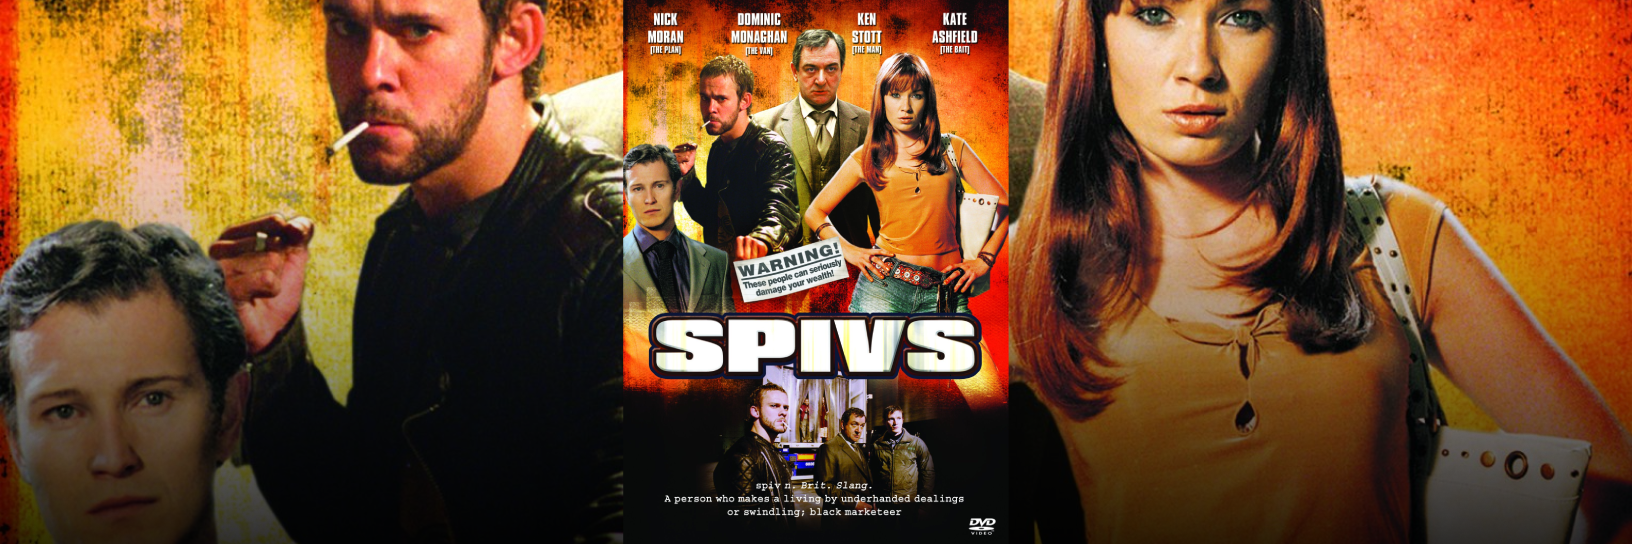 NICK
MORAN
[THE PLAN]
DOMINIC
MONAGHAN
[THE VAN]
KEN
STOTT
[THE MAN]
KATE
ASHFIELD
[THE BAIT]
WARNING!
These people can seriously
damage your wealth!
SPIVS
spiv n. Brit. Slang.
A person who makes a living by underhanded dealings
or swindling; black marketeer
DVD
VIDEO